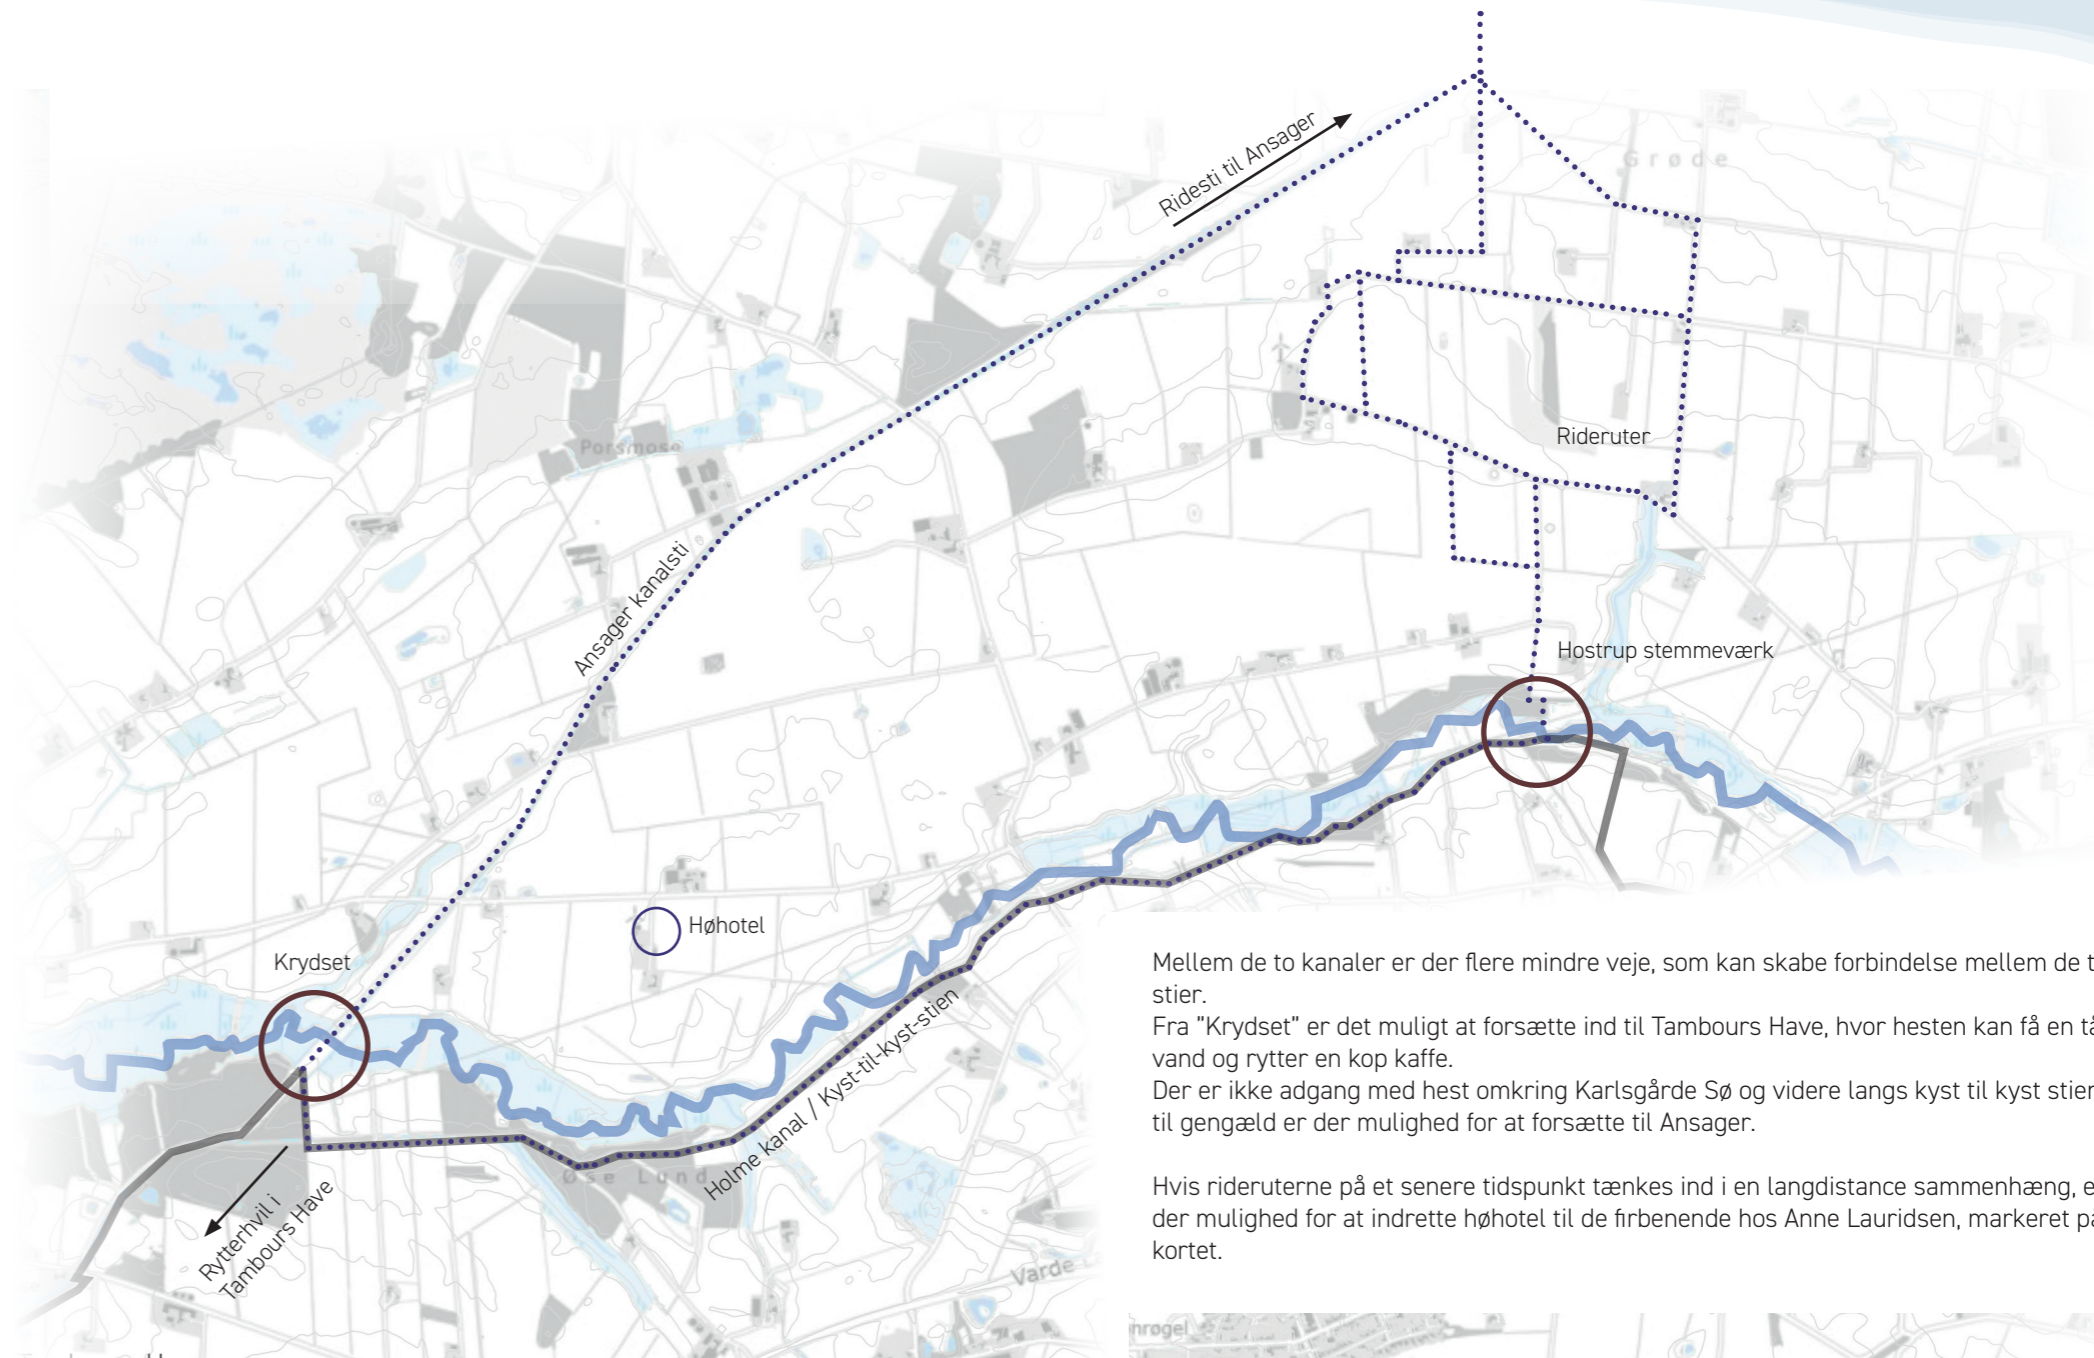 Ridesti til Ansager
Grøde
Porsmose
Rideruter
Ansager kanalsti
Hostrup stemmeværk
Høhotel
Krydset
Holme kanal / Kyst-til-kyst-stien
Øse Lund
Rytterhvil i
Tambours Have
Varde
Mellem de to kanaler er der flere mindre veje, som kan skabe forbindelse mellem de t
stier.
Fra "Krydset" er det muligt at forsætte ind til Tambours Have, hvor hesten kan få en tå
vand og rytter en kop kaffe.
Der er ikke adgang med hest omkring Karlsgårde Sø og videre langs kyst til kyst stier
til gengæld er der mulighed for at forsætte til Ansager.
Hvis rideruterne på et senere tidspunkt tænkes ind i en langdistance sammenhæng, e
der mulighed for at indrette høhotel til de firbenende hos Anne Lauridsen, markeret på
kortet.
nrøgel